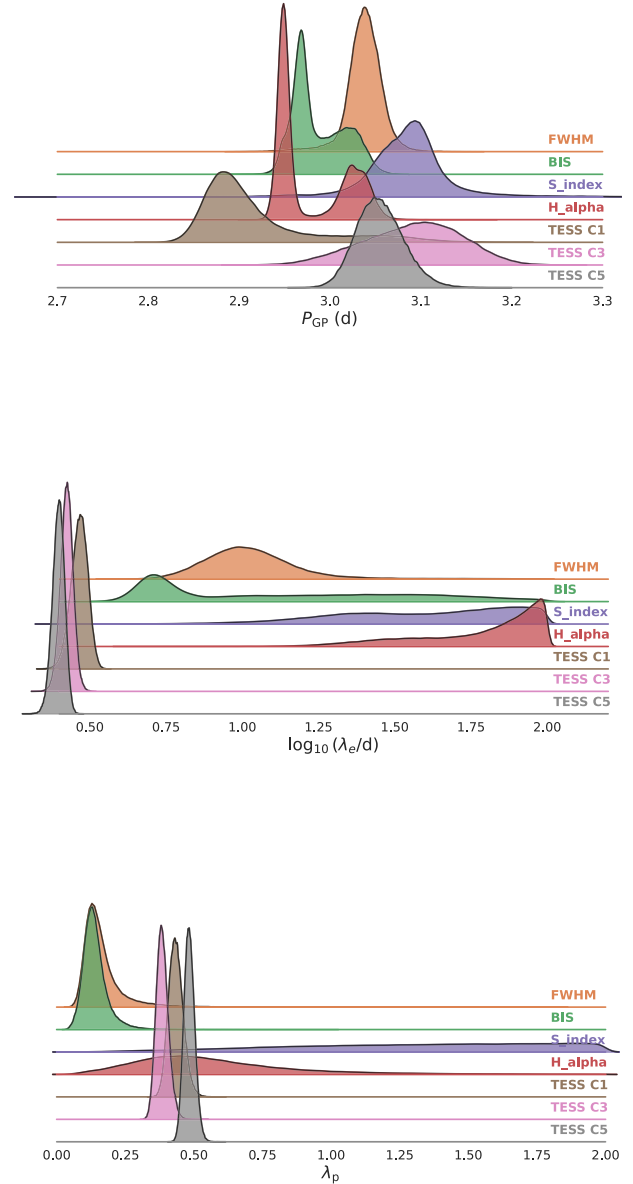 FWHM
BIS
S_index
H_alpha
TESS C1
TESS C3
TESS C5
2.7 2.8 2.9 3.0 3.1 3.2 3.3
P_GP (d)
FWHM
BIS
S_index
H_alpha
TESS C1
TESS C3
TESS C5
0.50 0.75 1.00 1.25 1.50 1.75 2.00
log₁₀ (λₑ/d)
FWHM
BIS
S_index
H_alpha
TESS C1
TESS C3
TESS C5
0.00 0.25 0.50 0.75 1.00 1.25 1.50 1.75 2.00
λₚ